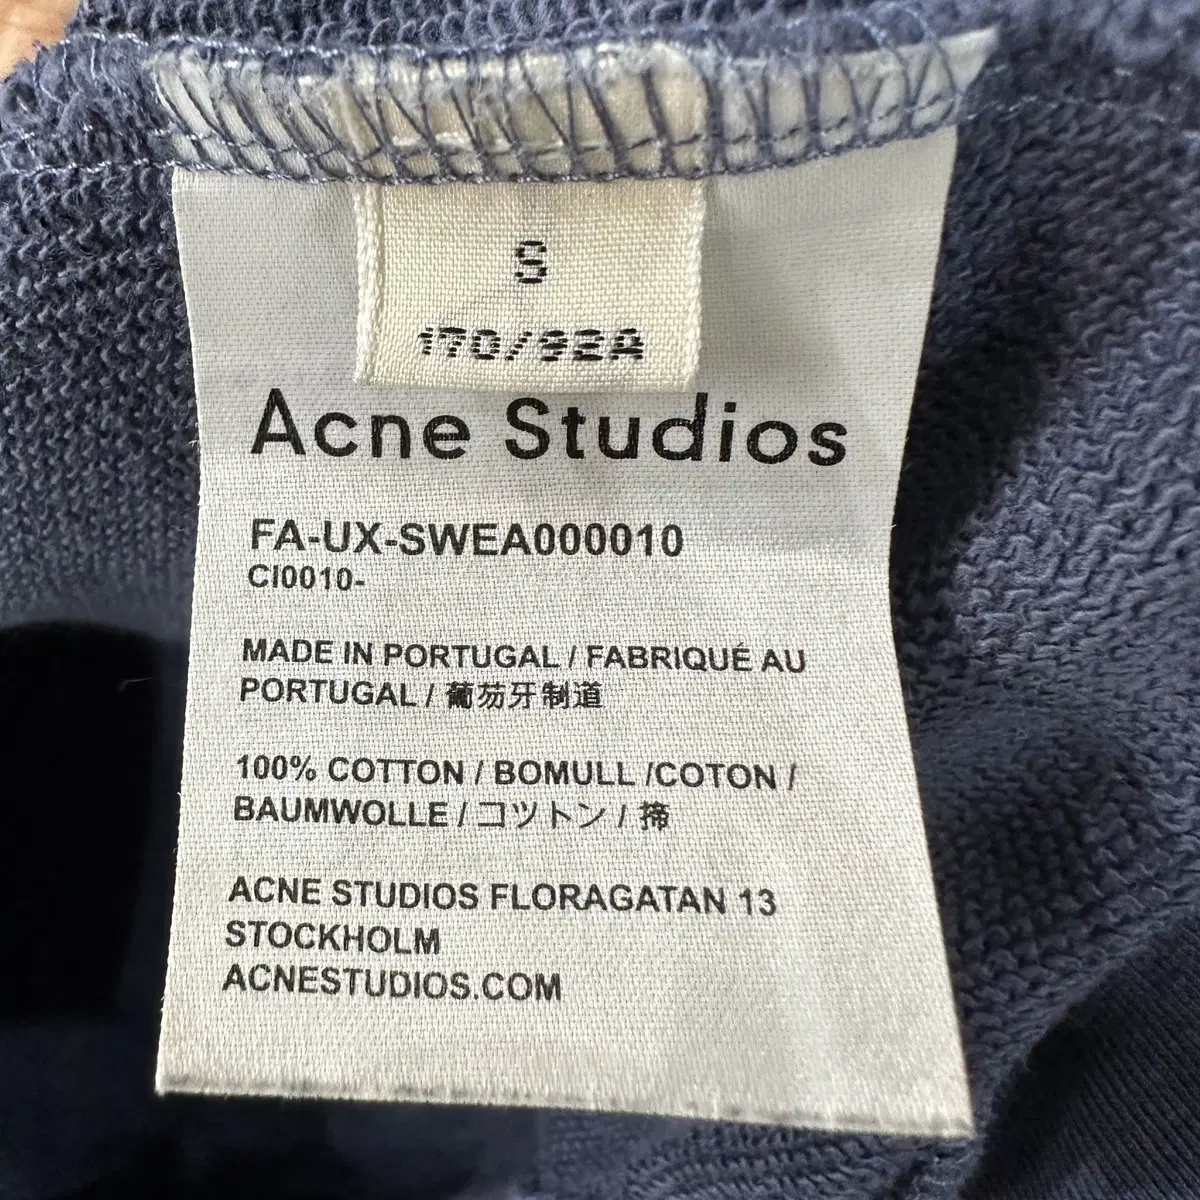 S
170/92A
Acne Studios
FA-UX-SWEA000010
CI0010-
MADE IN PORTUGAL / FABRIQUÉ AU
PORTUGAL / 葡萄牙制造
100% COTTON / BOMULL /COTON /
BAUMWOLLE / コットン / 棉
ACNE STUDIOS FLORAGATAN 13
STOCKHOLM
ACNESTUDIOS.COM